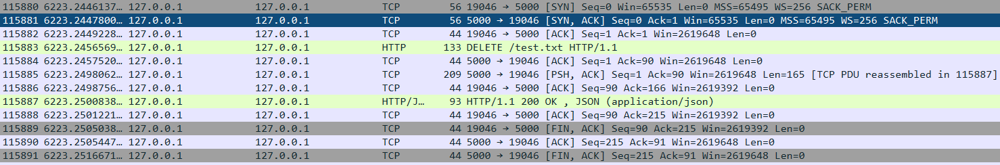 115880 6223.2446137… 127.0.0.1 127.0.0.1 TCP 56 19046 → 5000 [SYN] Seq=0 Win=65535 Len=0 MSS=65495 WS=256 SACK_PERM
115881 6223.2447800… 127.0.0.1 127.0.0.1 TCP 56 5000 → 19046 [SYN, ACK] Seq=0 Ack=1 Win=65535 Len=0 MSS=65495 WS=256 SACK_PERM
115882 6223.2449228… 127.0.0.1 127.0.0.1 TCP 44 19046 → 5000 [ACK] Seq=1 Ack=1 Win=2619648 Len=0
115883 6223.2456569… 127.0.0.1 127.0.0.1 HTTP 133 DELETE /test.txt HTTP/1.1
115884 6223.2457520… 127.0.0.1 127.0.0.1 TCP 44 5000 → 19046 [ACK] Seq=1 Ack=90 Win=2619648 Len=0
115885 6223.2498062… 127.0.0.1 127.0.0.1 TCP 209 5000 → 19046 [PSH, ACK] Seq=1 Ack=90 Win=2619648 Len=165 [TCP PDU reassembled in 115887]
115886 6223.2498756… 127.0.0.1 127.0.0.1 TCP 44 19046 → 5000 [ACK] Seq=90 Ack=166 Win=2619392 Len=0
115887 6223.2500838… 127.0.0.1 127.0.0.1 HTTP/J… 93 HTTP/1.1 200 OK , JSON (application/json)
115888 6223.2501221… 127.0.0.1 127.0.0.1 TCP 44 19046 → 5000 [ACK] Seq=90 Ack=215 Win=2619392 Len=0
115889 6223.2505038… 127.0.0.1 127.0.0.1 TCP 44 19046 → 5000 [FIN, ACK] Seq=90 Ack=215 Win=2619392 Len=0
115890 6223.2505447… 127.0.0.1 127.0.0.1 TCP 44 5000 → 19046 [ACK] Seq=215 Ack=91 Win=2619648 Len=0
115891 6223.2516671… 127.0.0.1 127.0.0.1 TCP 44 5000 → 19046 [FIN, ACK] Seq=215 Ack=91 Win=2619648 Len=0